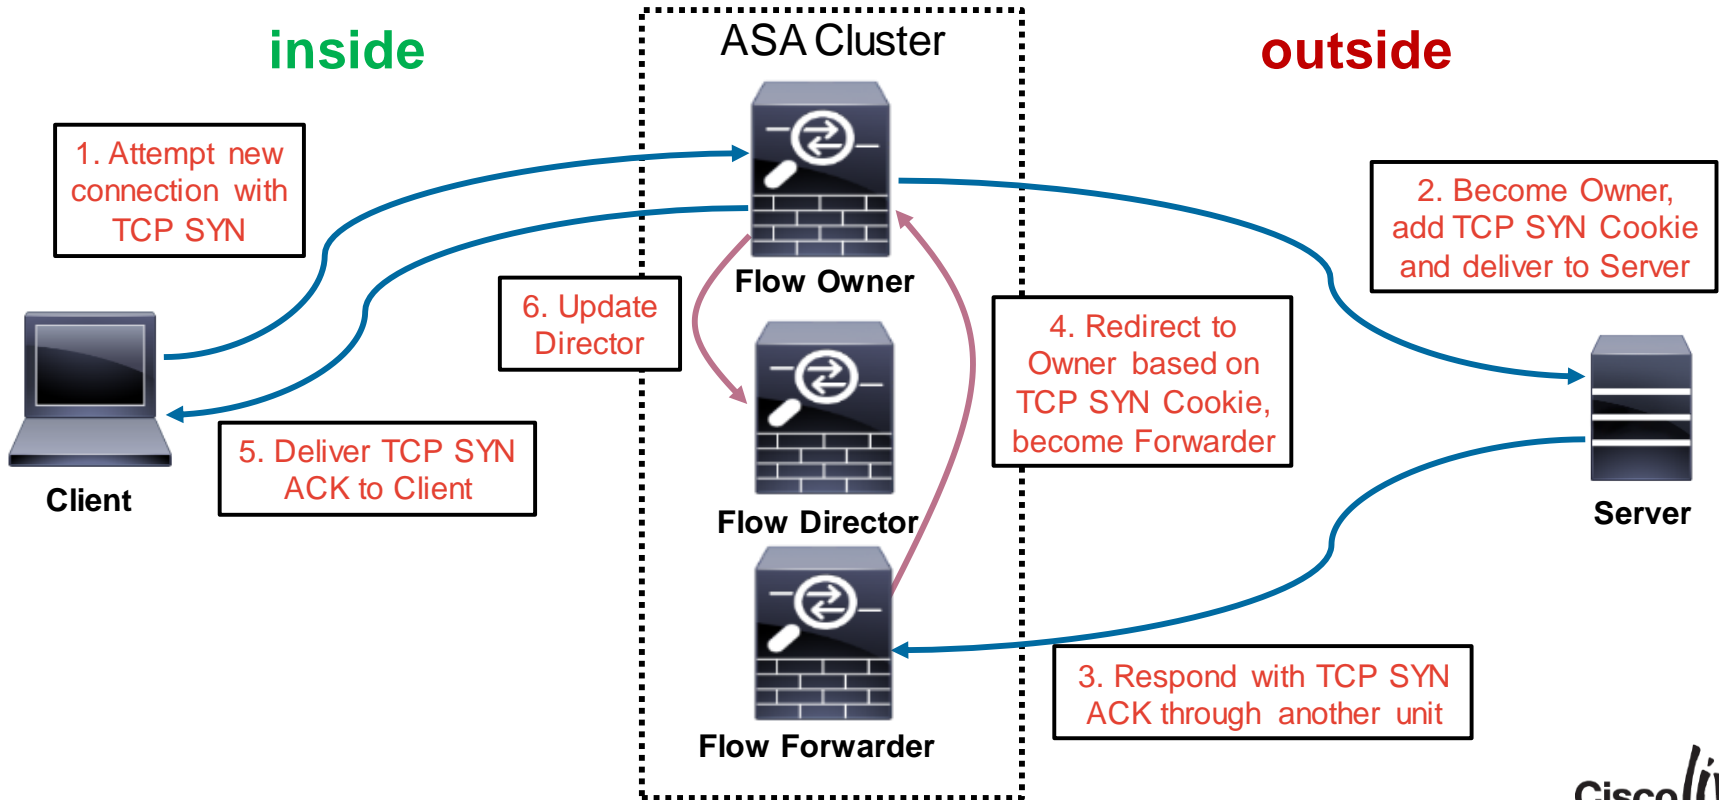 inside
ASA Cluster
outside
1. Attempt new
connection with
TCP SYN
2. Become Owner,
add TCP SYN Cookie
and deliver to Server
Flow Owner
6. Update
Director
4. Redirect to
Owner based on
TCP SYN Cookie,
become Forwarder
5. Deliver TCP SYN
ACK to Client
Client
Flow Director
Server
3. Respond with TCP SYN
ACK through another unit
Flow Forwarder
Cisco